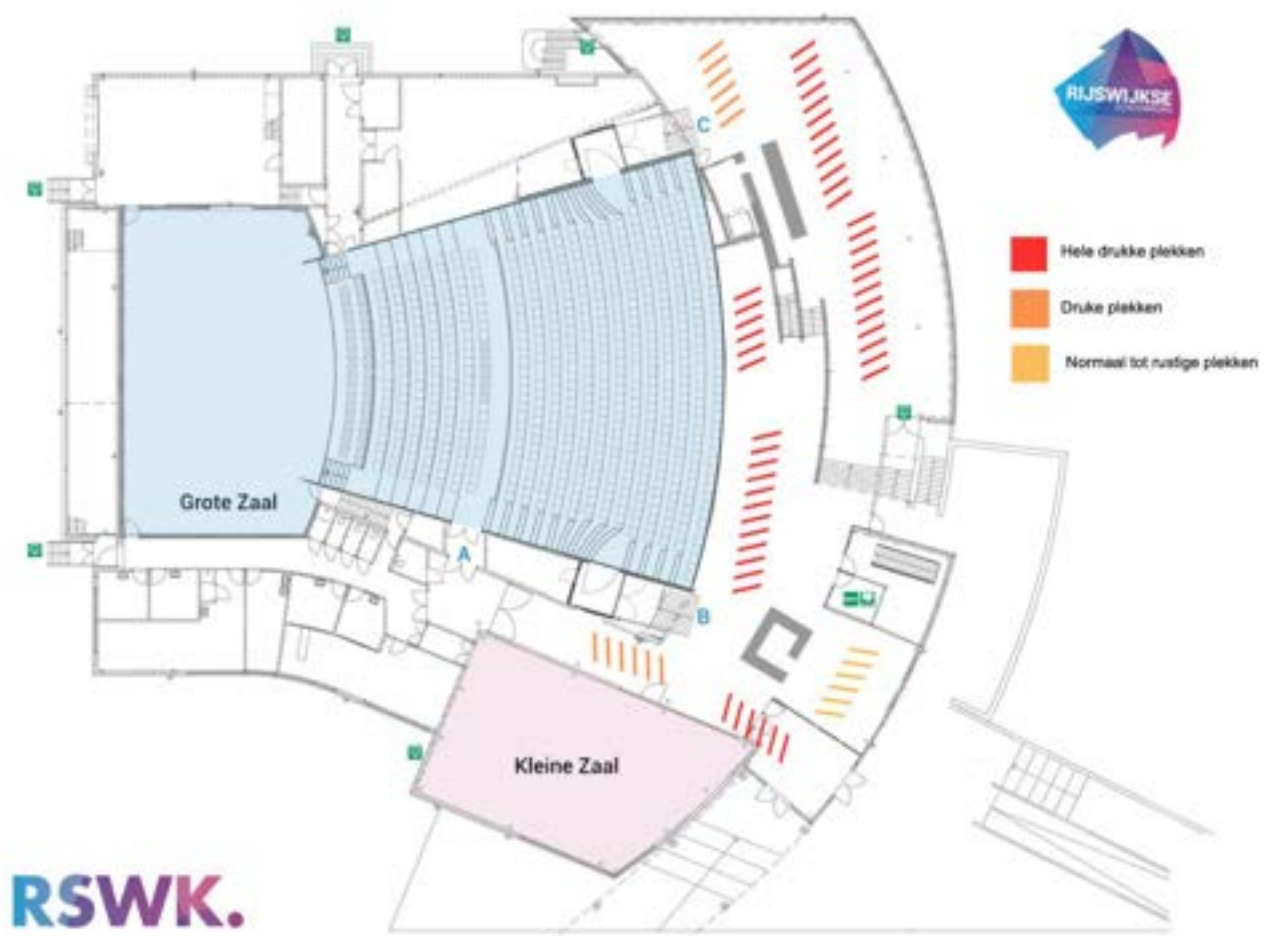 C
RIJSWIJKSE
Hele drukke plekken
Druke plekken
Normaal tot rustige plekken
Grote Zaal
A
B
Kleine Zaal
RSWK.